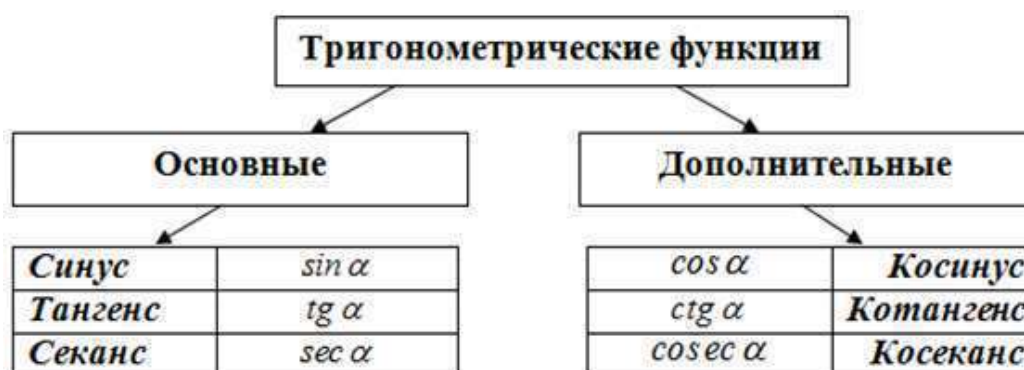 Тригонометрические функции
Основные
Дополнительные
Синус sin α
Тангенс tg α
Секанс sec α
cos α Косинус
ctg α Котангенс
cosec α Косеканс